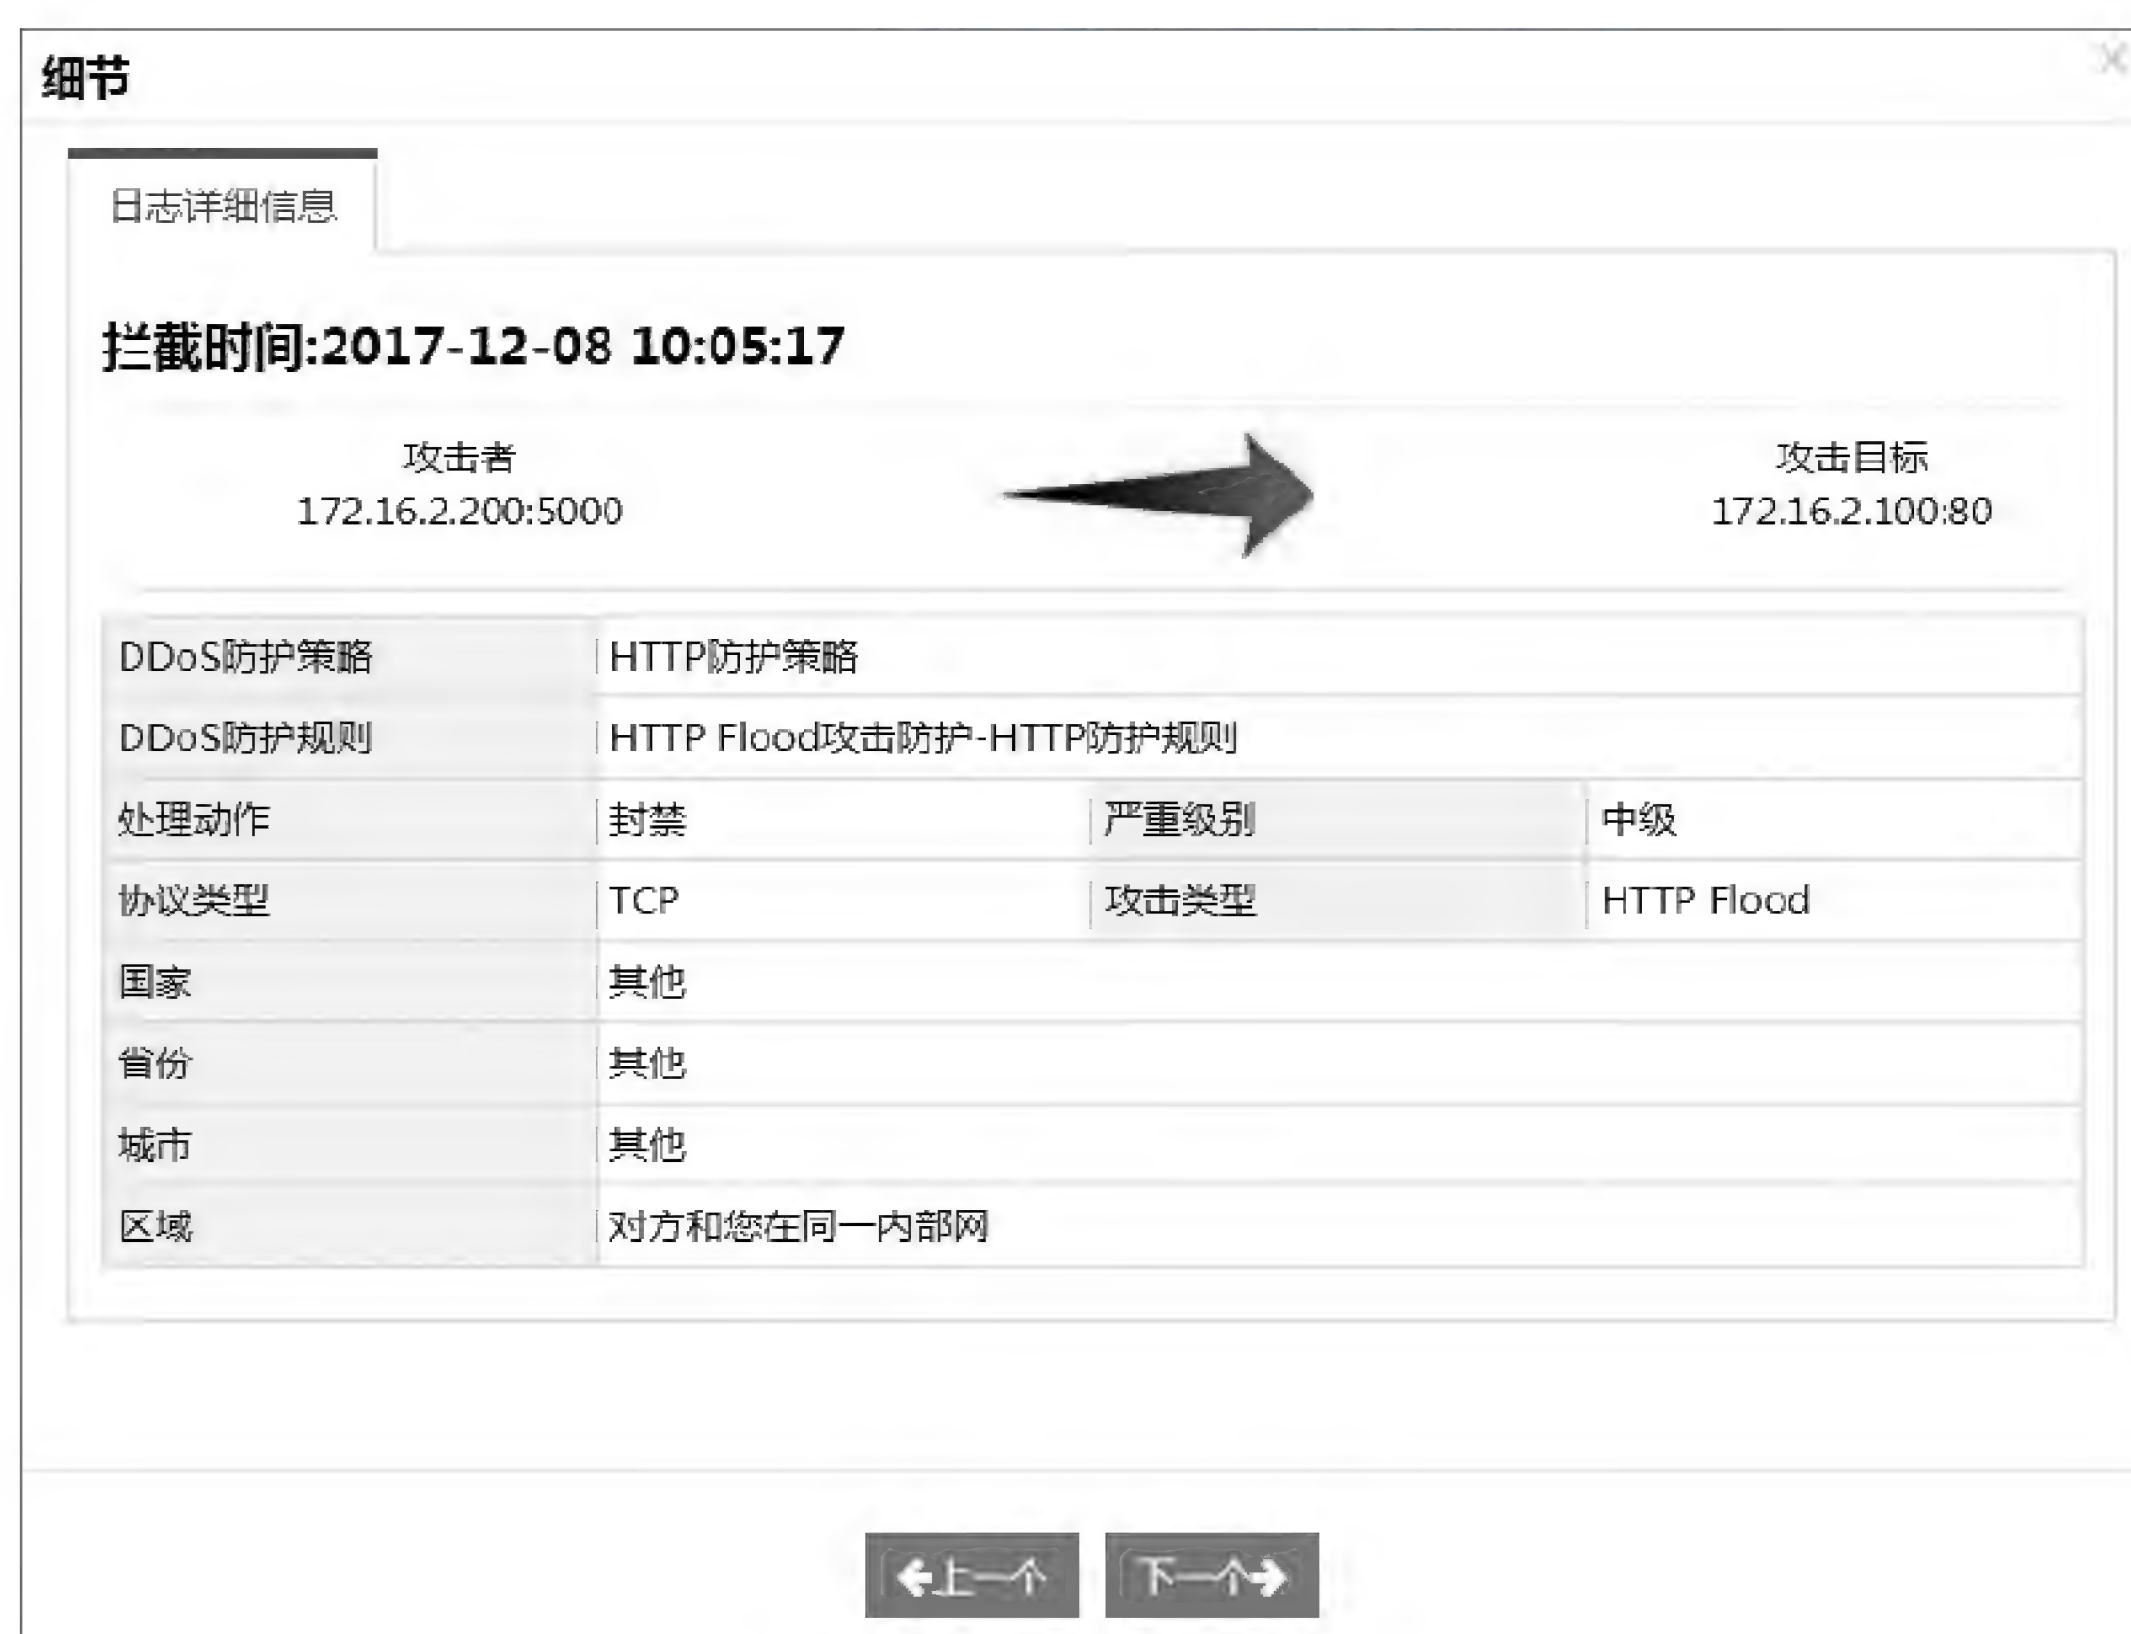 细节
日志详细信息
拦截时间:2017-12-08 10:05:17
攻击者
172.16.2.200:5000
攻击目标
172.16.2.100:80
DDoS防护策略 HTTP防护策略
DDoS防护规则 HTTP Flood攻击防护-HTTP防护规则
处理动作 封禁 严重级别 中级
协议类型 TCP 攻击类型 HTTP Flood
国家 其他
省份 其他
城市 其他
区域 对方和您在同一内部网
上一个 下一个